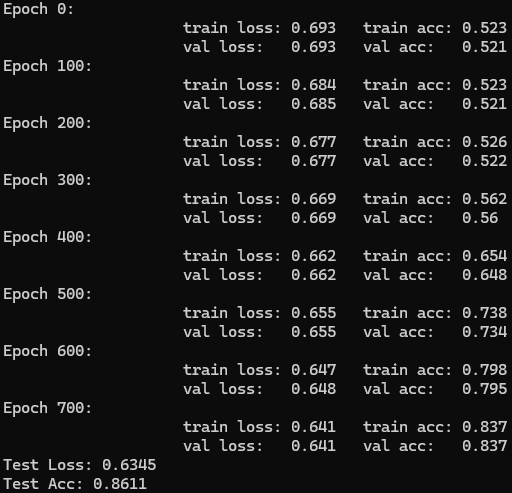 Epoch 0:
train loss: 0.693 train acc: 0.523
val loss: 0.693 val acc: 0.521
Epoch 100:
train loss: 0.684 train acc: 0.523
val loss: 0.685 val acc: 0.521
Epoch 200:
train loss: 0.677 train acc: 0.526
val loss: 0.677 val acc: 0.522
Epoch 300:
train loss: 0.669 train acc: 0.562
val loss: 0.669 val acc: 0.56
Epoch 400:
train loss: 0.662 train acc: 0.654
val loss: 0.662 val acc: 0.648
Epoch 500:
train loss: 0.655 train acc: 0.738
val loss: 0.655 val acc: 0.734
Epoch 600:
train loss: 0.647 train acc: 0.798
val loss: 0.648 val acc: 0.795
Epoch 700:
train loss: 0.641 train acc: 0.837
val loss: 0.641 val acc: 0.837
Test Loss: 0.6345
Test Acc: 0.8611